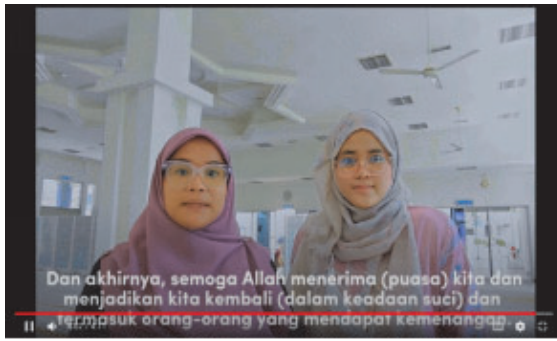 Dan akhirnya, semoga Allah menerima (puasa) kita dan
menjadikan kita kembali (dalam keadaan suci) dan
termasuk orang-orang yang mendapat kemenangan.